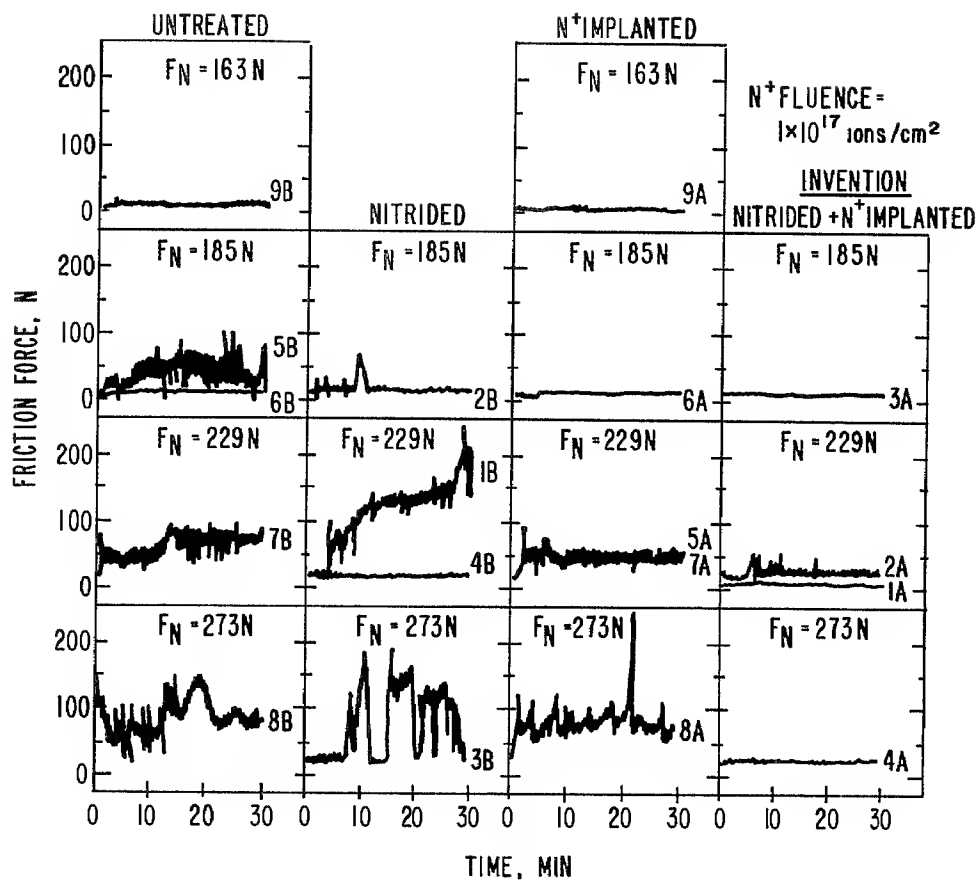 UNTREATED
N⁺IMPLANTED
200
100
0
F_N = 163N
9B
F_N = 163N
9A
N⁺FLUENCE =
1×10¹⁷ ions/cm²
INVENTION
NITRIDED
NITRIDED +N⁺IMPLANTED
FRICTION FORCE, N
200
100
0
F_N = 185N
5B
6B
F_N = 185N
2B
F_N = 185N
6A
F_N = 185N
3A
200
100
0
F_N = 229N
7B
F_N = 229N
1B
4B
F_N = 229N
5A
7A
F_N = 229N
2A
1A
200
100
0
F_N = 273N
8B
F_N = 273N
3B
F_N = 273N
8A
F_N = 273N
4A
0 10 20 30
10 20 30
0 10 20 30
10 20 30
TIME, MIN